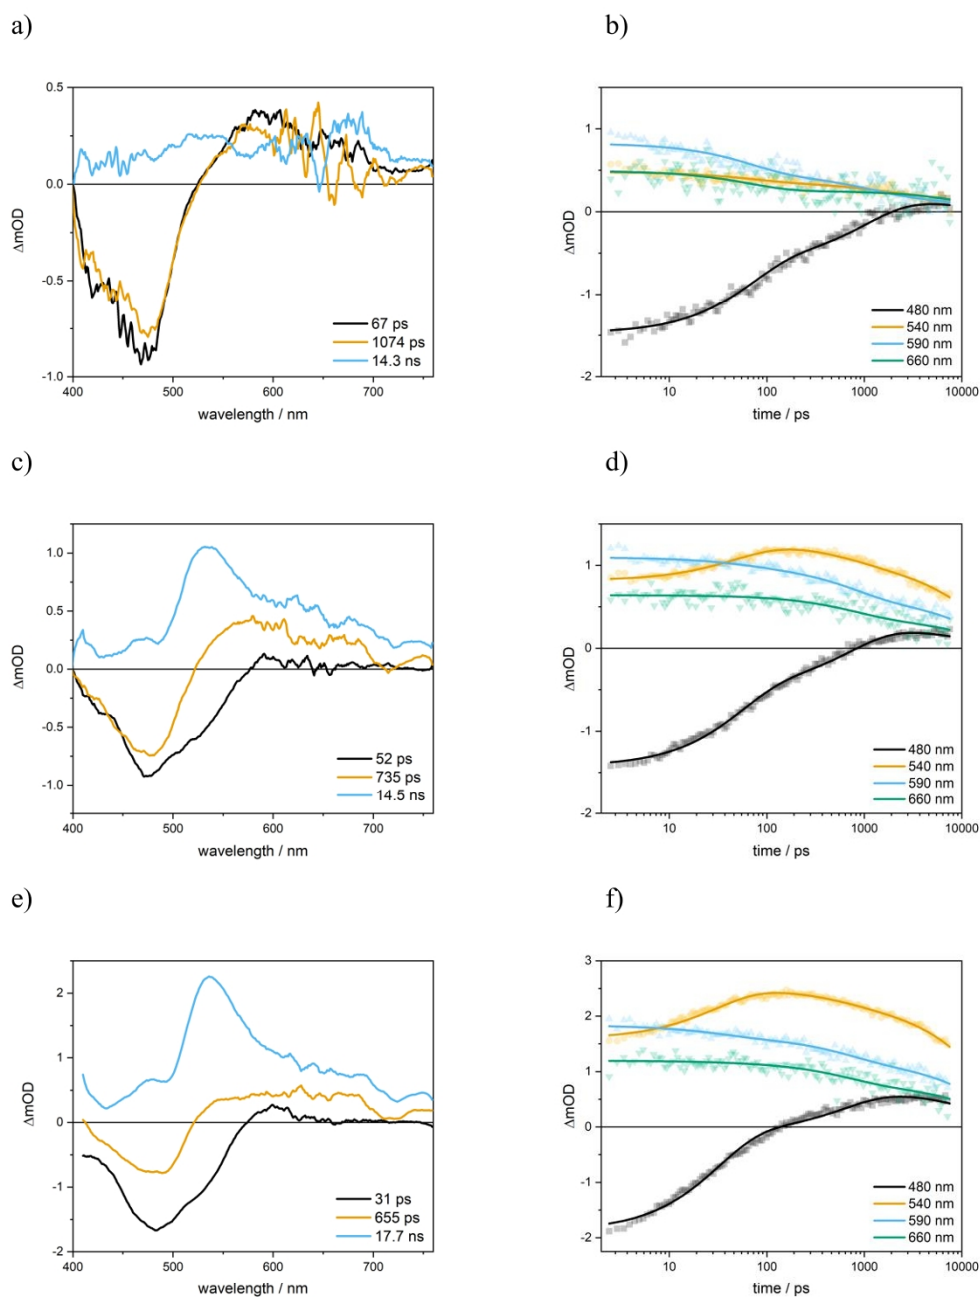 a)
b)
0.5
0.0
-0.5
-1.0
ΔmOD
67 ps
1074 ps
14.3 ns
400 500 600 700
wavelength / nm
1
0
-1
-2
ΔmOD
480 nm
540 nm
590 nm
660 nm
10 100 1000 10000
time / ps
c)
d)
1.0
0.5
0.0
-0.5
-1.0
ΔmOD
52 ps
735 ps
14.5 ns
400 500 600 700
wavelength / nm
1
0
-1
-2
ΔmOD
480 nm
540 nm
590 nm
660 nm
10 100 1000 10000
time / ps
e)
f)
2
1
0
-1
-2
ΔmOD
31 ps
655 ps
17.7 ns
400 500 600 700
wavelength / nm
3
2
1
0
-1
-2
ΔmOD
480 nm
540 nm
590 nm
660 nm
10 100 1000 10000
time / ps